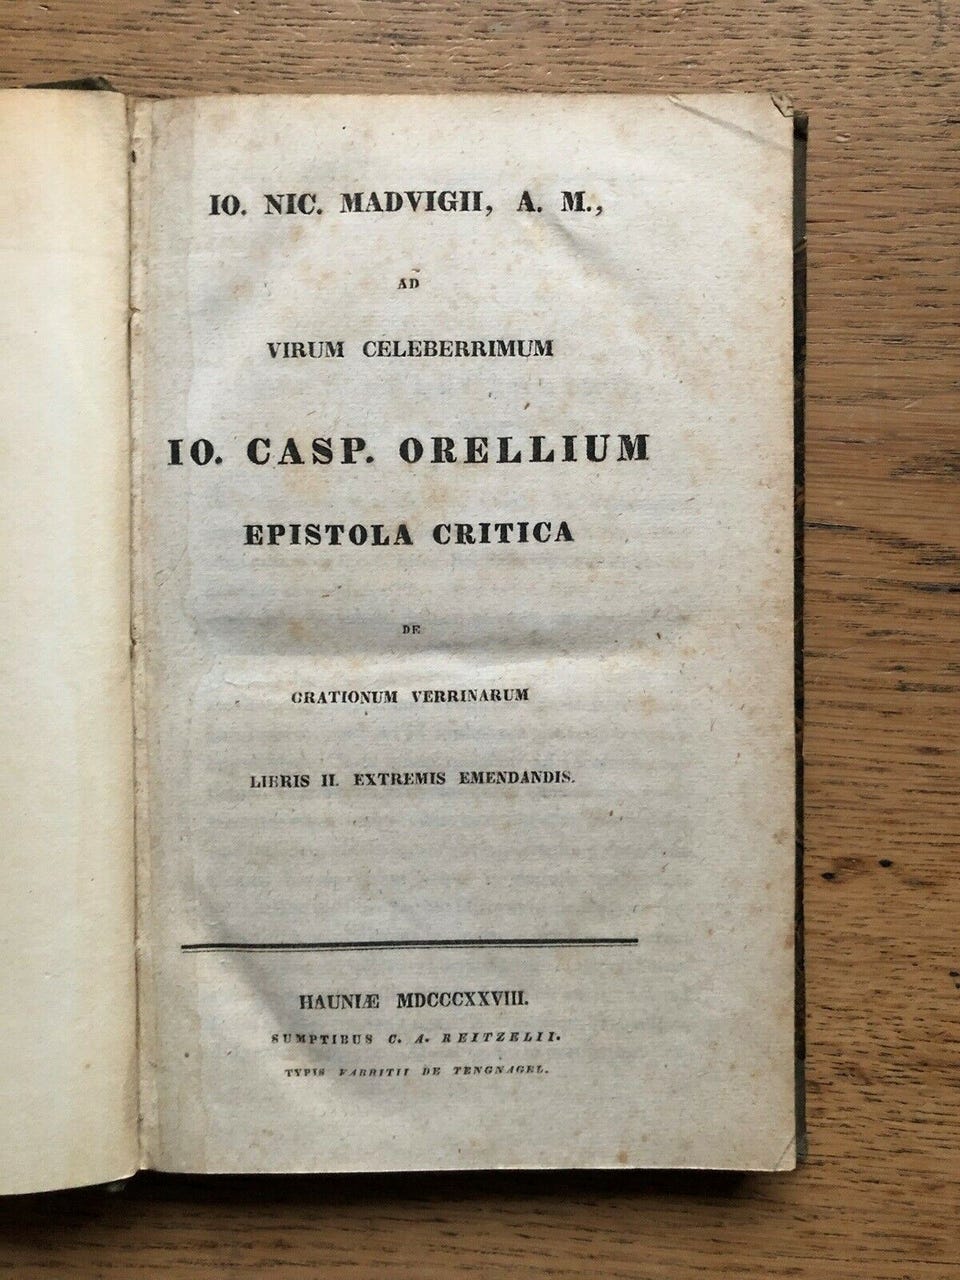 IO. NIC. MADVIGII, A. M.,
AD
VIRUM CELEBERRIMUM
IO. CASP. ORELLIUM
EPISTOLA CRITICA
DE
ORATIONUM VERRINARUM
LIBRIS II. EXTREMIS EMENDANDIS.
HAUNIÆ MDCCCXXVIII.
SUMPTIBUS C. A. REITZELII.
TYPIS FABRITII DE TENGNAGEL.